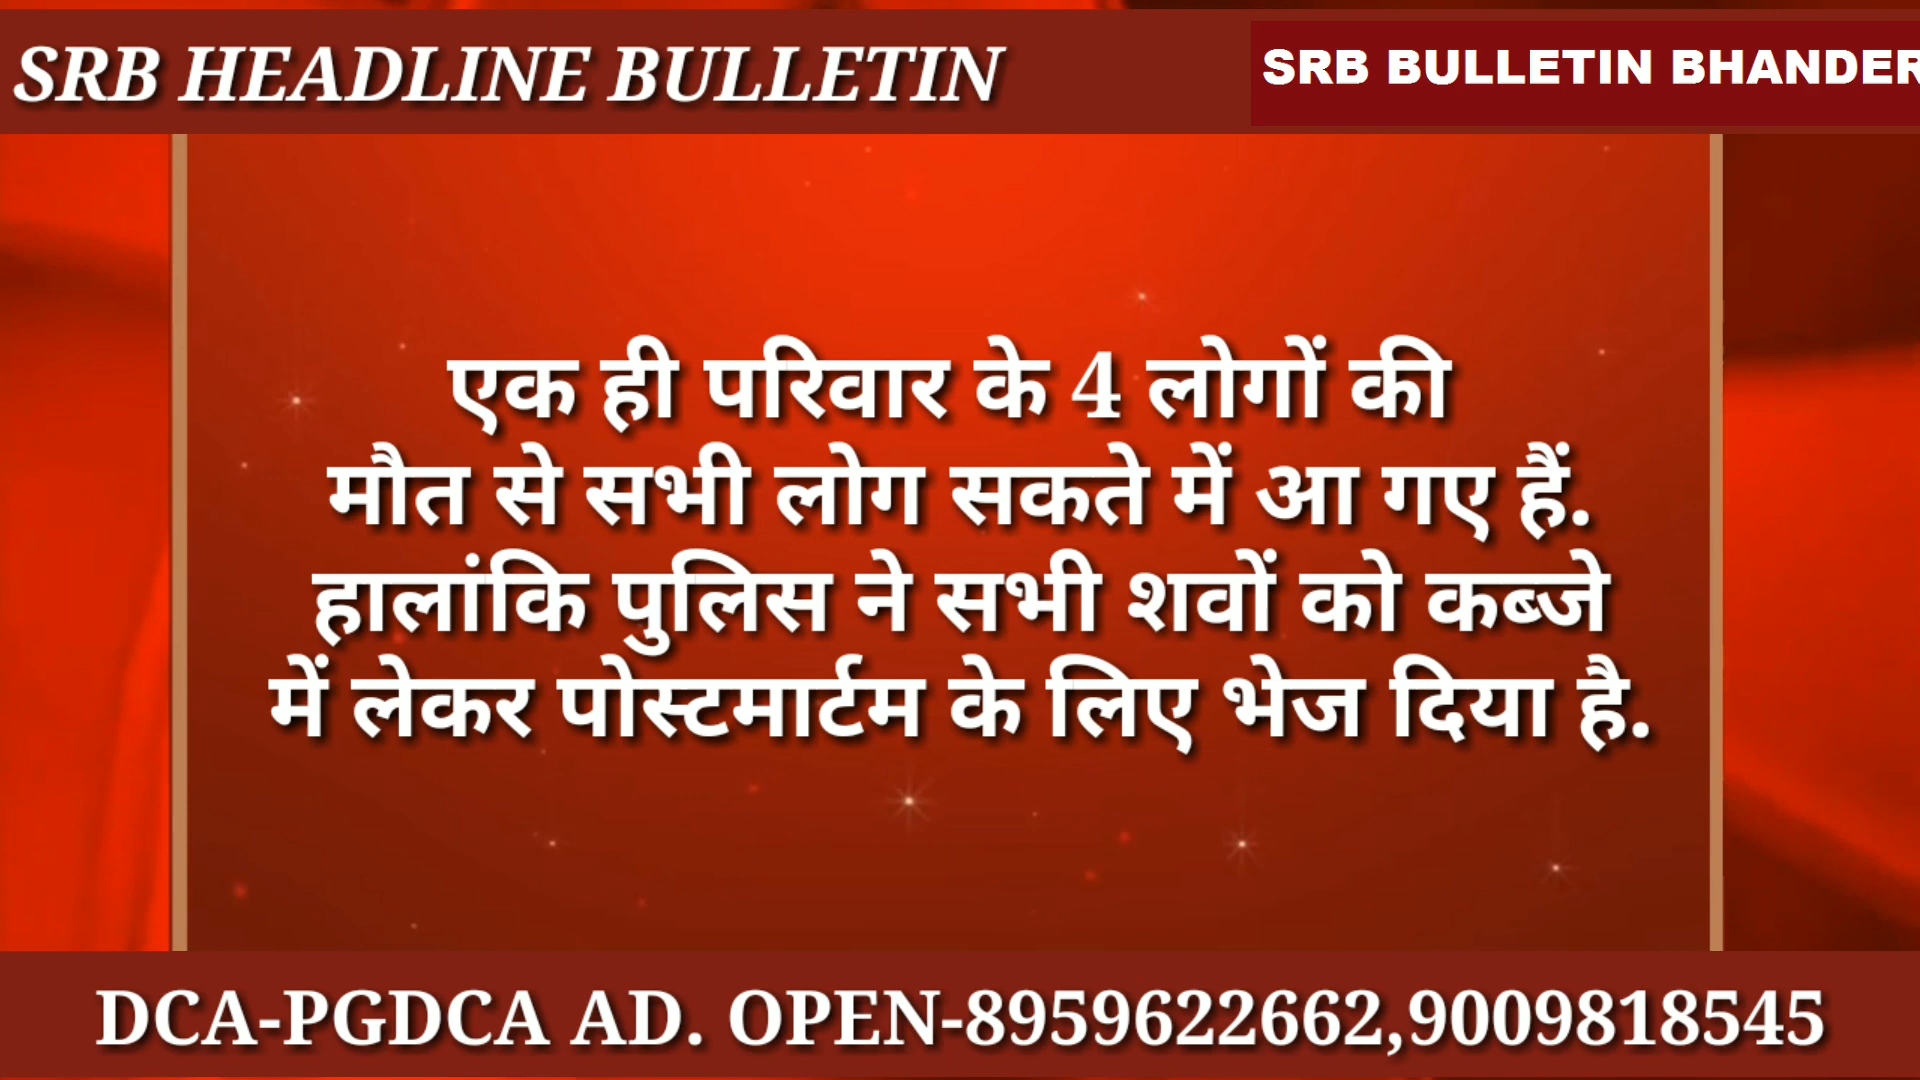 SRB HEADLINE BULLETIN
SRB BULLETIN BHANDER
एक ही परिवार के 4 लोगों की
मौत से सभी लोग सकते में आ गए हैं.
हालांकि पुलिस ने सभी शवों को कब्जे
में लेकर पोस्टमार्टम के लिए भेज दिया है.
DCA-PGDCA AD. OPEN-8959622662,9009818545